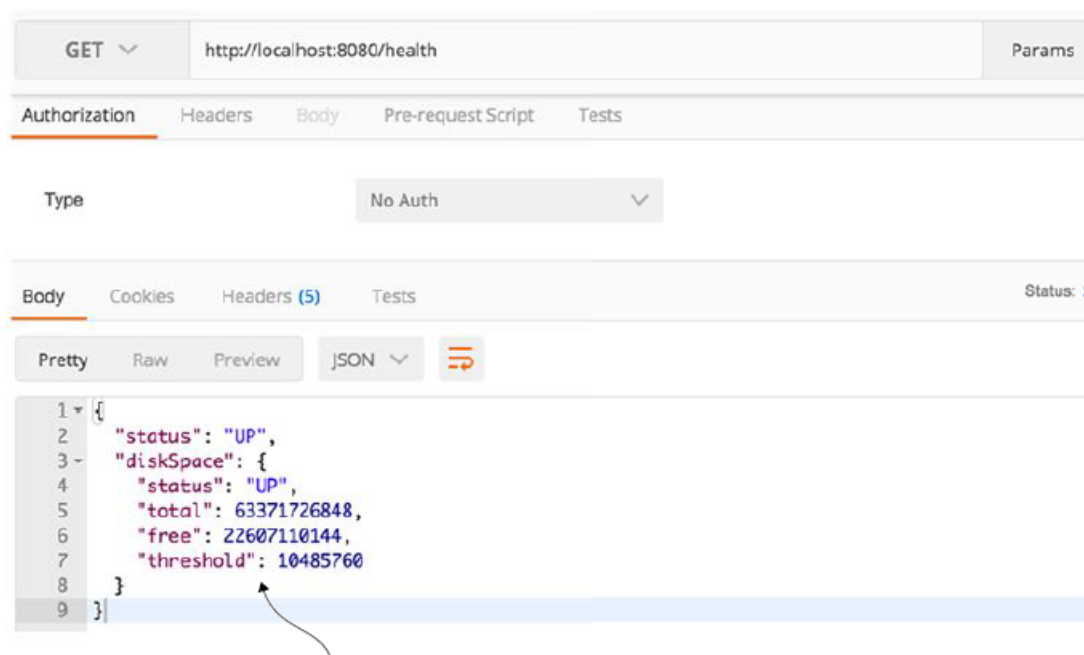 GET http://localhost:8080/health Params
Authorization Headers Body Pre-request Script Tests
Type No Auth
Body Cookies Headers (5) Tests Status:
Pretty Raw Preview JSON
1 {
2 "status": "UP",
3 "diskSpace": {
4 "status": "UP",
5 "total": 63371726848,
6 "free": 22607110144,
7 "threshold": 10485760
8 }
9 }